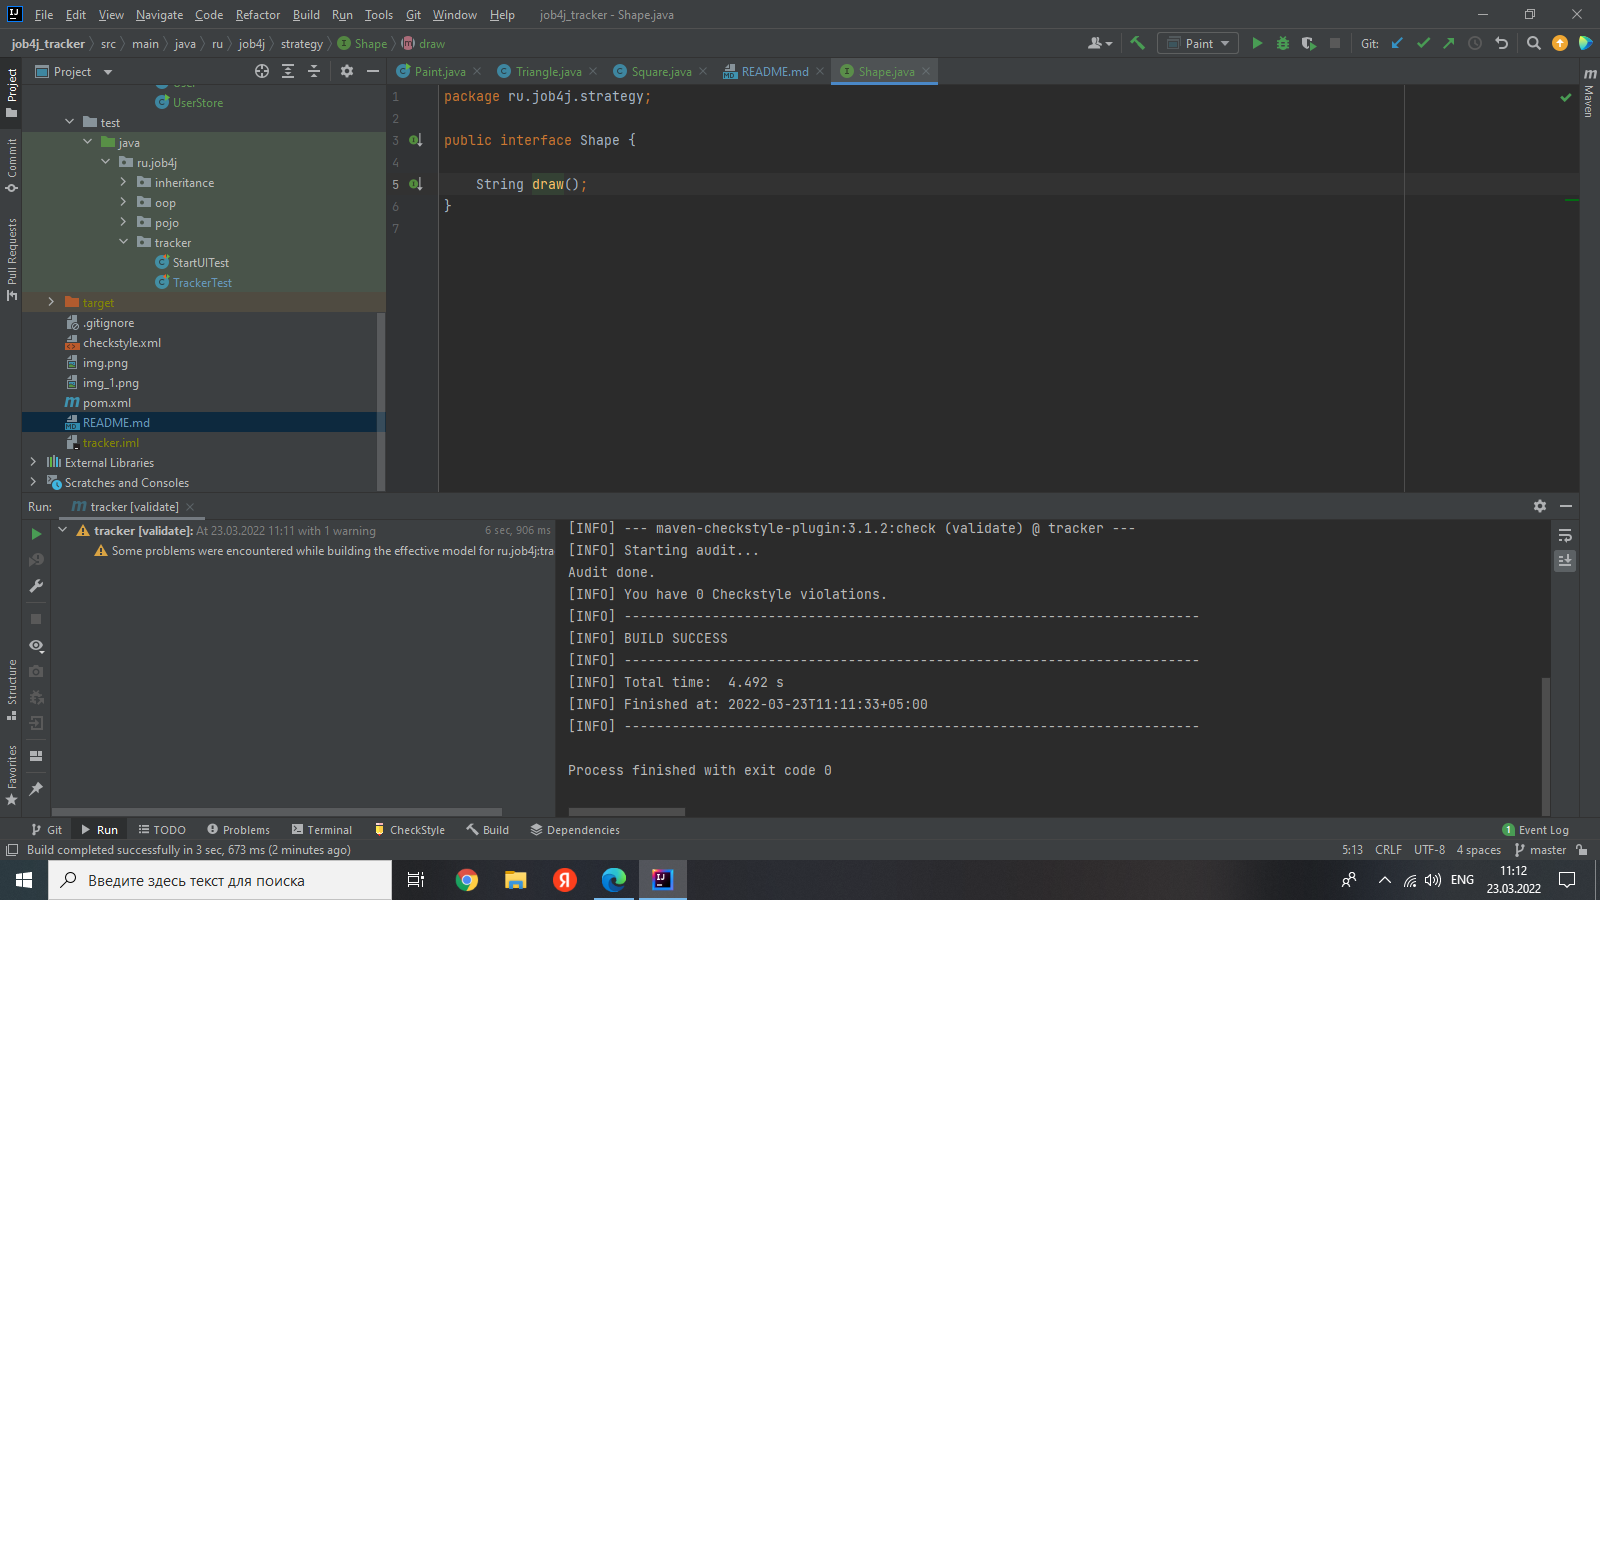 File Edit View Navigate Code Refactor Build Run Tools Git Window Help job4j_tracker - Shape.java
job4j_tracker src main java ru job4j strategy Shape draw
Paint Git:
Project
Paint.java Triangle.java Square.java README.md Shape.java
Project
Commit
Pull Requests
Structure
Favorites
Maven
User
UserStore
test
java
ru.job4j
inheritance
oop
pojo
tracker
StartUITest
TrackerTest
target
.gitignore
checkstyle.xml
img.png
img_1.png
pom.xml
README.md
tracker.iml
External Libraries
Scratches and Consoles
1 package ru.job4j.strategy;
2
3 public interface Shape {
4
5 String draw();
6 }
7
Run: tracker [validate]
tracker [validate]: At 23.03.2022 11:11 with 1 warning 6 sec, 906 ms
Some problems were encountered while building the effective model for ru.job4j:tra
[INFO] --- maven-checkstyle-plugin:3.1.2:check (validate) @ tracker ---
[INFO] Starting audit...
Audit done.
[INFO] You have 0 Checkstyle violations.
[INFO] ------------------------------------------------------------------------
[INFO] BUILD SUCCESS
[INFO] ------------------------------------------------------------------------
[INFO] Total time:  4.492 s
[INFO] Finished at: 2022-03-23T11:11:33+05:00
[INFO] ------------------------------------------------------------------------
Process finished with exit code 0
Git Run TODO Problems Terminal CheckStyle Build Dependencies 1 Event Log
Build completed successfully in 3 sec, 673 ms (2 minutes ago) 5:13 CRLF UTF-8 4 spaces master
Введите здесь текст для поиска
ENG
11:12
23.03.2022